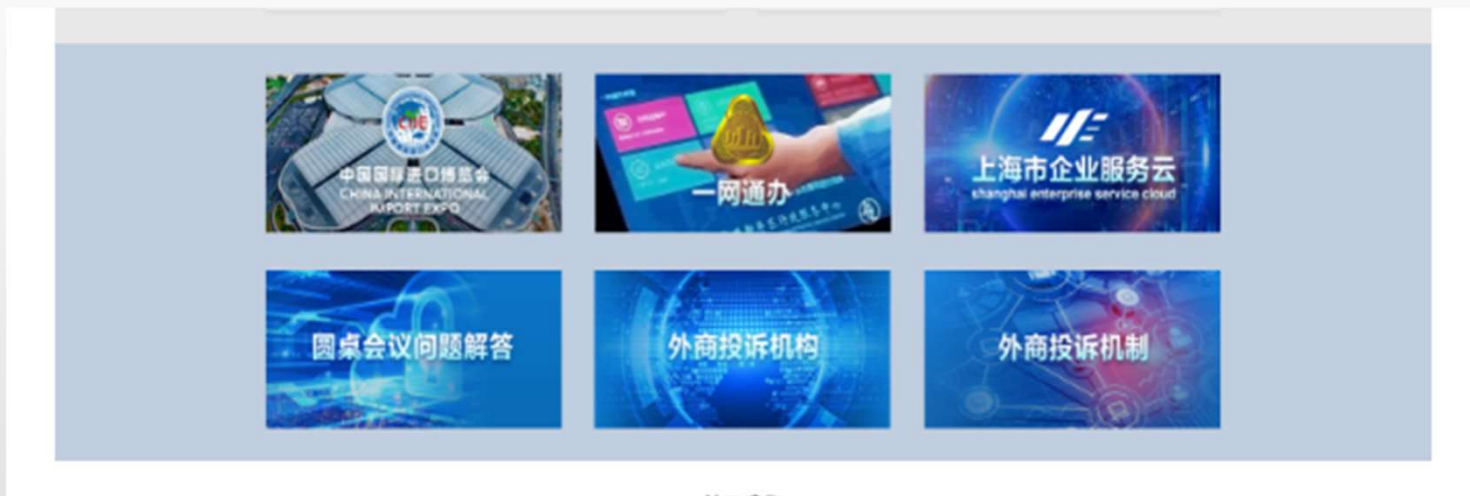 CIIE
中国国际进口博览会
CHINA INTERNATIONAL
IMPORT EXPO
一网通办
上海市企业服务云
shanghai enterprise service cloud
圆桌会议问题解答
外商投诉机构
外商投诉机制